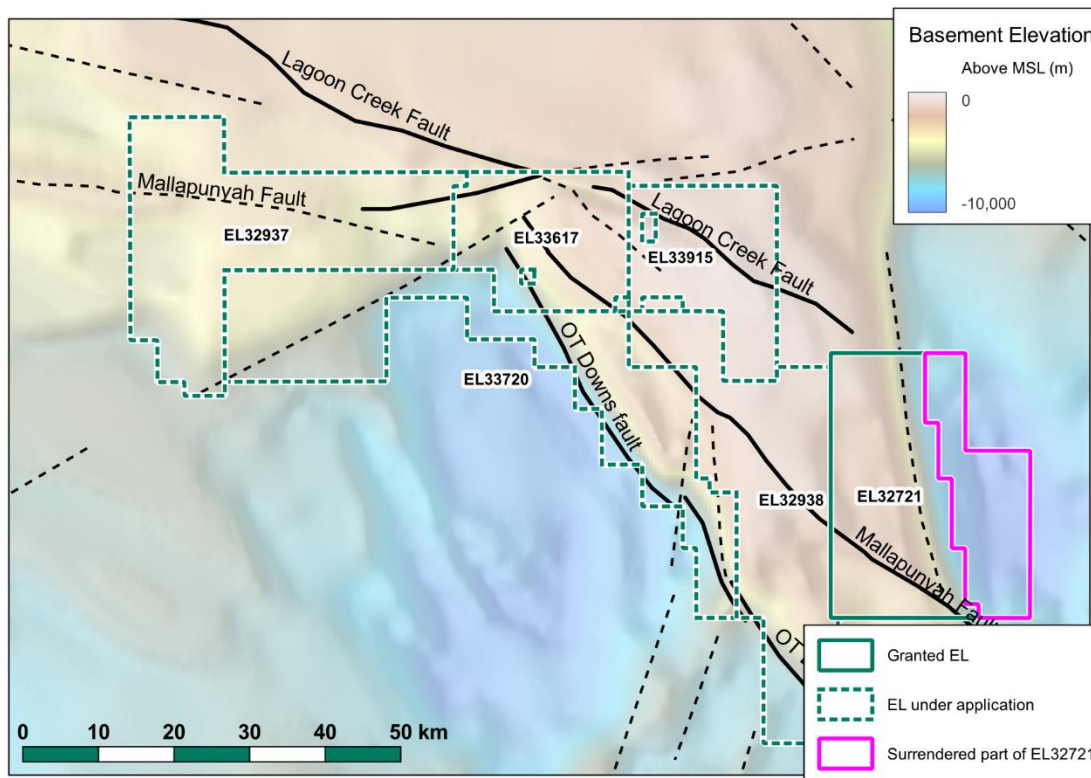 Basement Elevation
Above MSL (m)
0
-10,000
Lagoon Creek Fault
Mallapunyah Fault
EL32937
EL33617
Lagoon Creek Fault
EL33915
OT Downs fault
EL33720
EL32938
EL32721
Mallapunyah Fault
OT
0 10 20 30 40 50 km
Granted EL
EL under application
Surrendered part of EL32721